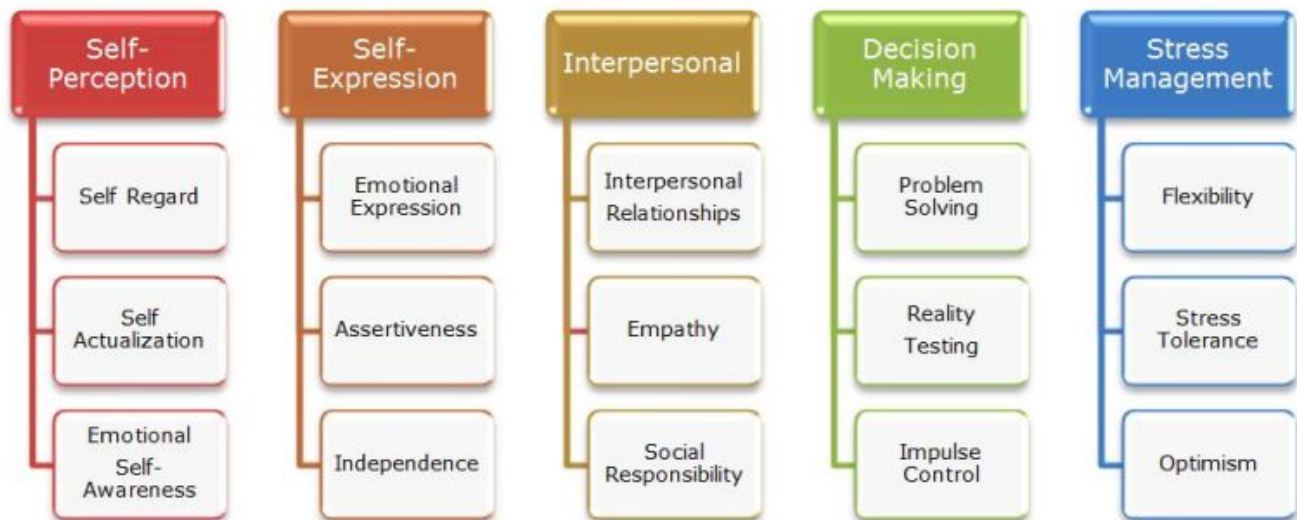 Self-
Perception
Self Regard
Self
Actualization
Emotional
Self-
Awareness
Self-
Expression
Emotional
Expression
Assertiveness
Independence
Interpersonal
Interpersonal
Relationships
Empathy
Social
Responsibility
Decision
Making
Problem
Solving
Reality
Testing
Impulse
Control
Stress
Management
Flexibility
Stress
Tolerance
Optimism